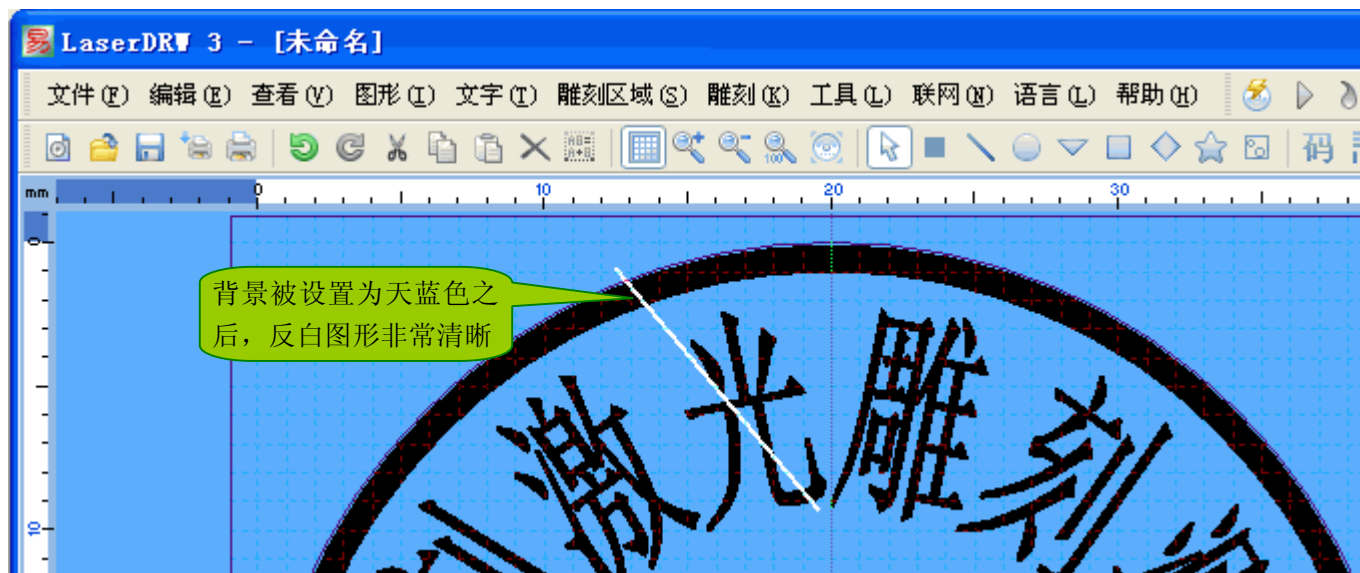 LaserDRW 3 - [未命名]
文件(F) 编辑(E) 查看(V) 图形(I) 文字(T) 雕刻区域(S) 雕刻(K) 工具(L) 联网(N) 语言(L) 帮助(H)
码
mm 0 10 20 30
0
背景被设置为天蓝色之
后，反白图形非常清晰
激光雕刻
10